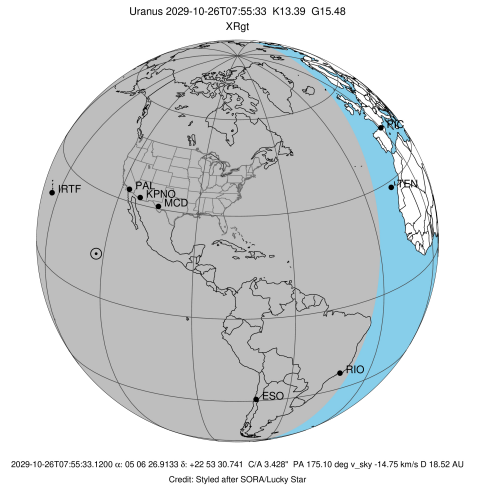 Uranus 2029-10-26T07:55:33 K13.39 G15.48
XRgt
PIC
TEN
IRTF
PAL
KPNO
MCD
RIO
ESO
2029-10-26T07:55:33.1200 α: 05 06 26.9133 δ: +22 53 30.741 C/A 3.428" PA 175.10 deg v_sky -14.75 km/s D 18.52 AU
Credit: Styled after SORA/Lucky Star